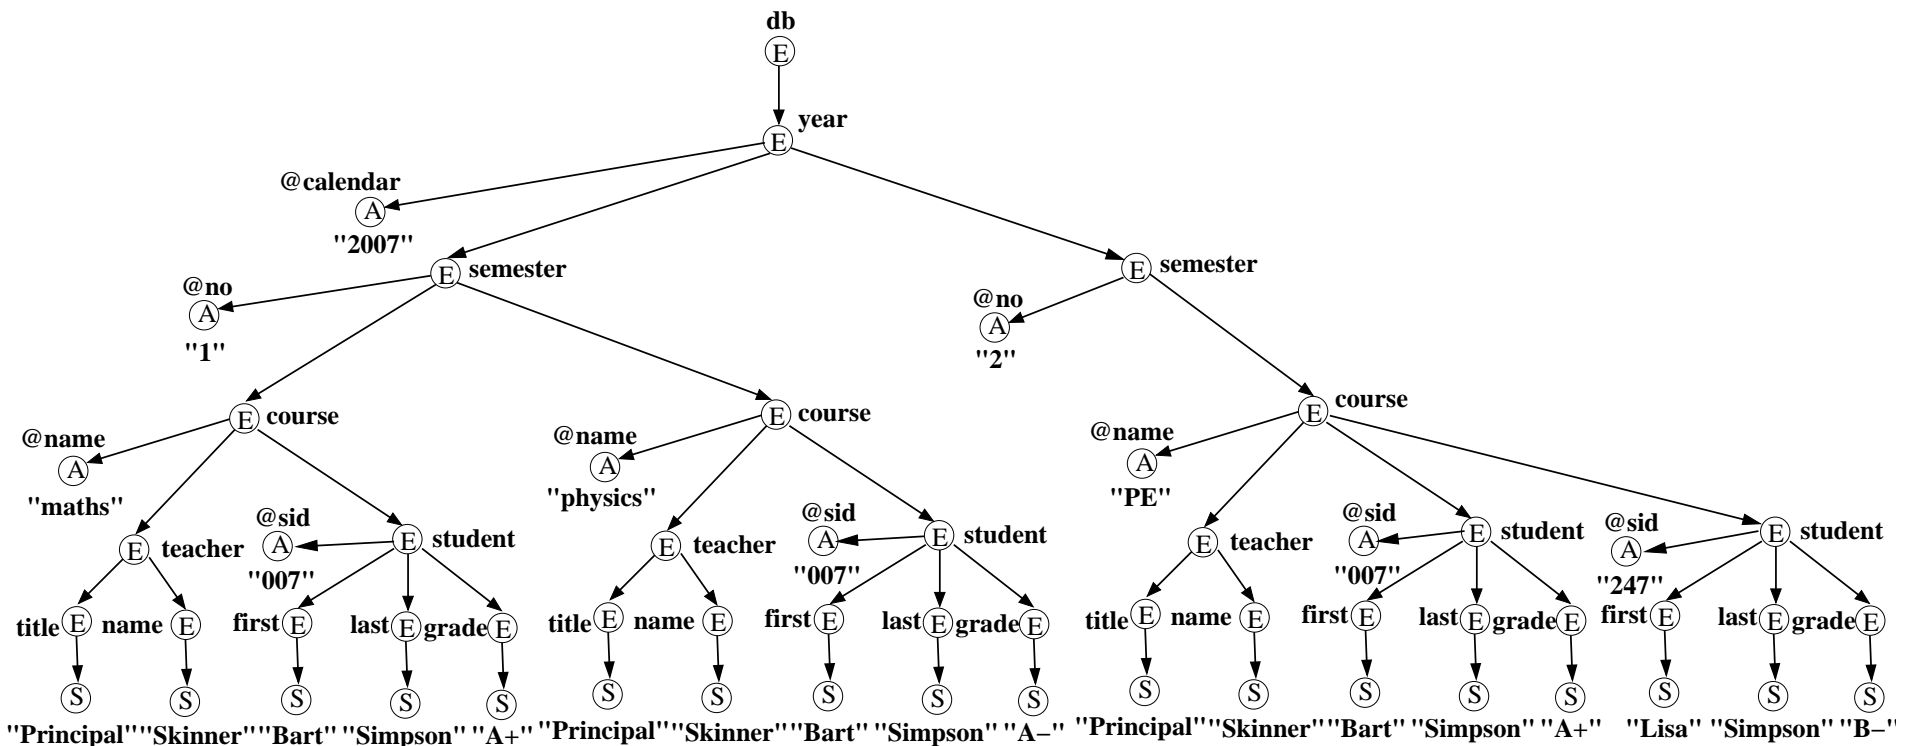 db
E
year
E
@calendar
A
"2007"
E semester
E semester
@no
A
"1"
@no
A
"2"
E course
E course
E course
@name
A
"maths"
@name
A
"physics"
@name
A
"PE"
E teacher
@sid
A
"007"
E student
E teacher
@sid
A
"007"
E student
E teacher
@sid
A
"007"
E student
@sid
A
"247"
E student
title E name E first E last E grade E title E name E first E last E grade E title E name E first E last E grade E first E last E grade E
S S S S S S S S S S S S S S S S S S
"Principal" "Skinner" "Bart" "Simpson" "A+" "Principal" "Skinner" "Bart" "Simpson" "A−" "Principal" "Skinner" "Bart" "Simpson" "A+" "Lisa" "Simpson" "B−"